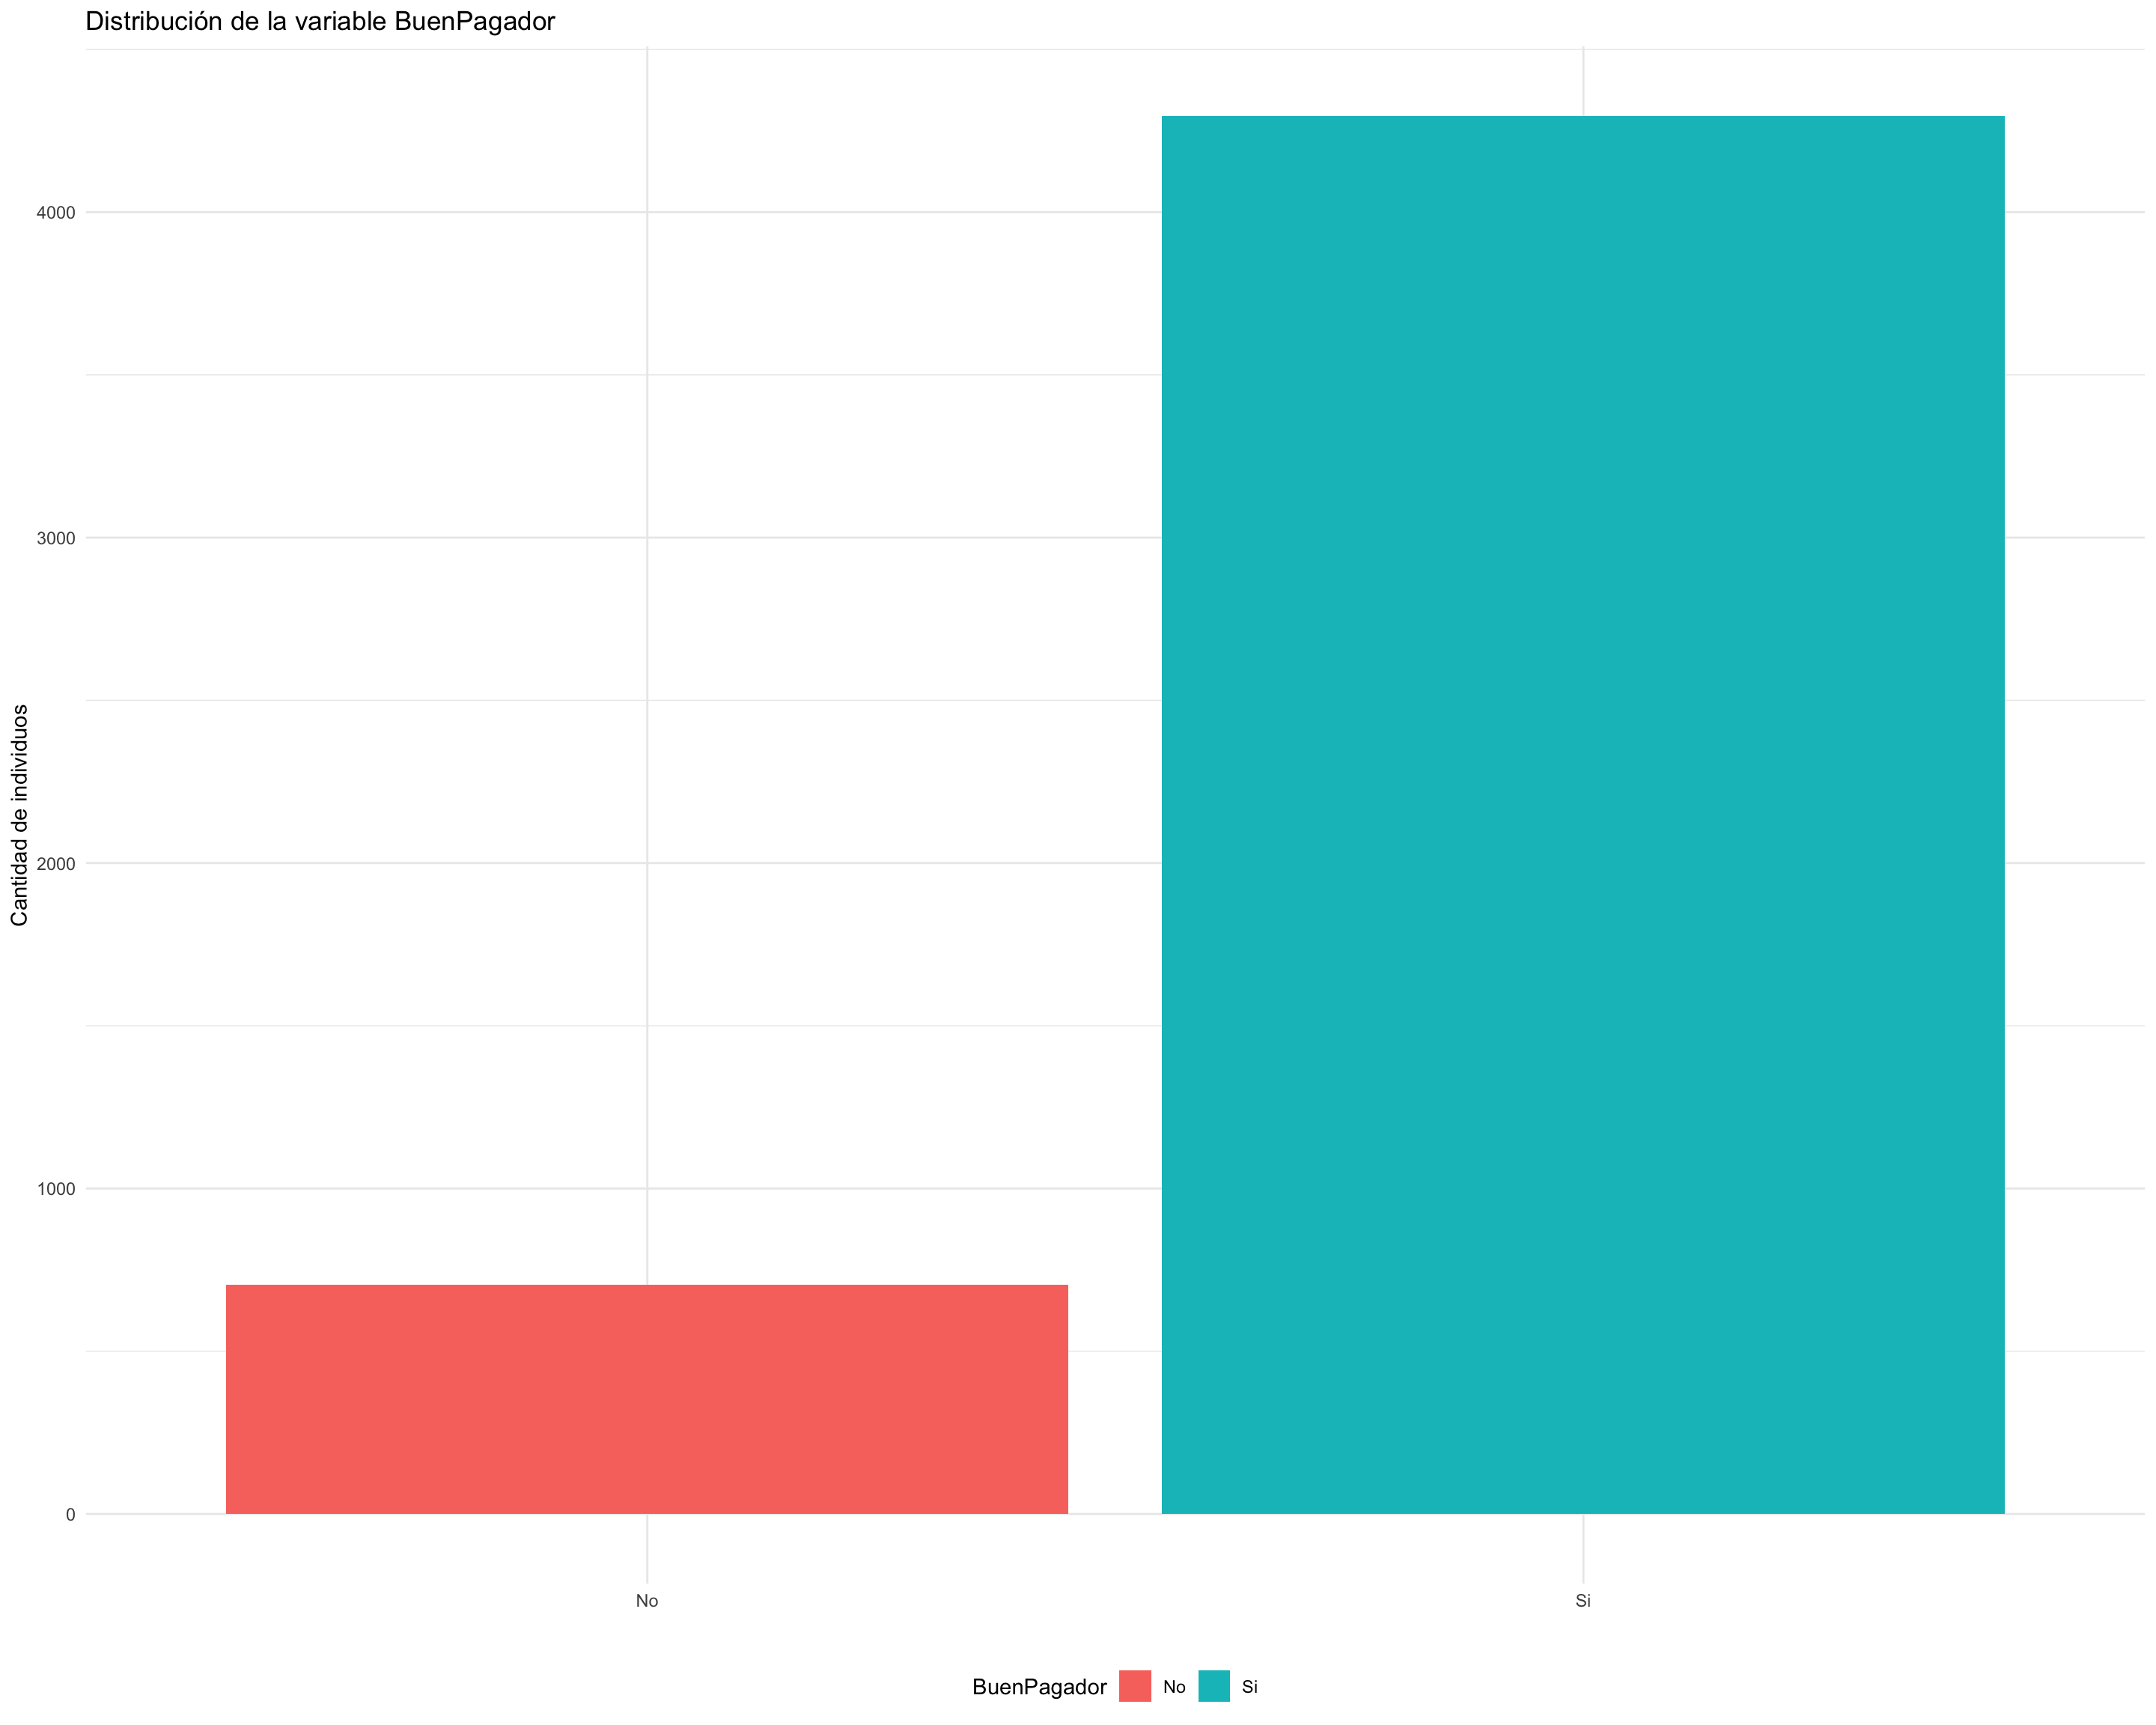 Distribución de la variable BuenPagador
Cantidad de individuos
4000
3000
2000
1000
0
No
Si
BuenPagador No Si